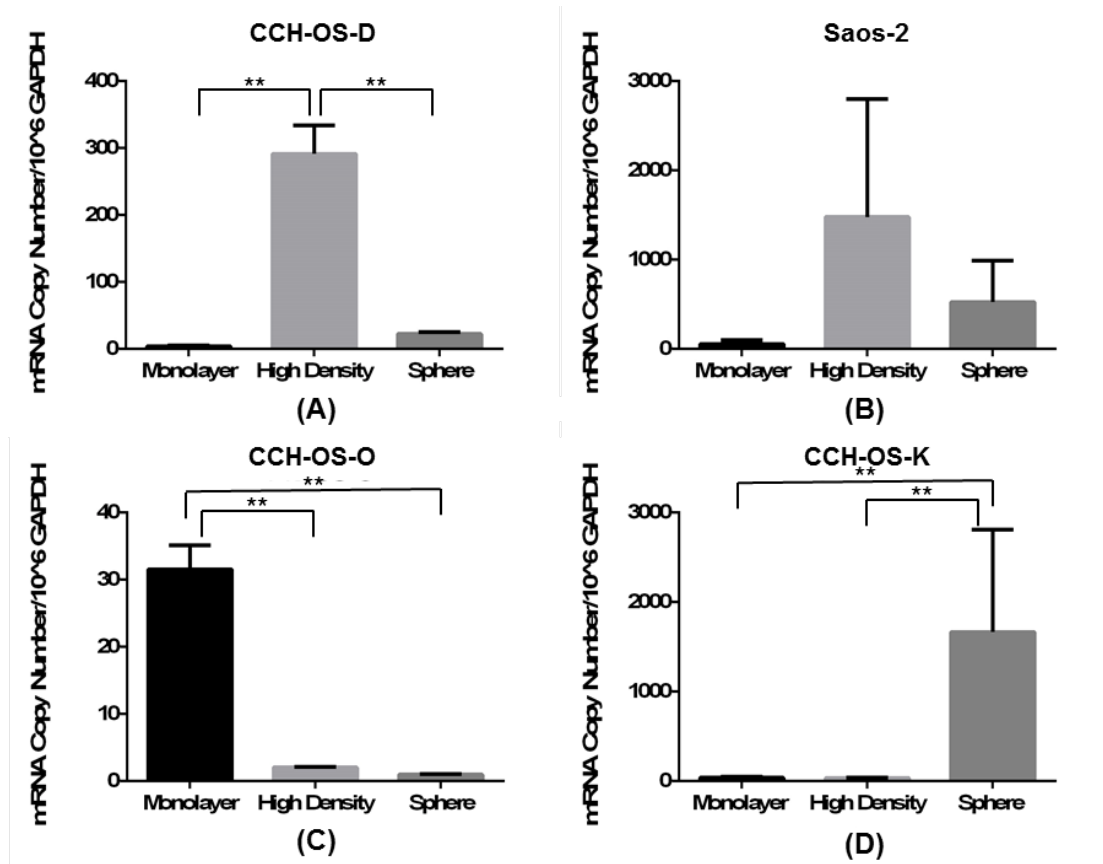 CCH-OS-D
mRNA Copy Number/10^6 GAPDH
400
300
200
100
0
** **
Monolayer High Density Sphere
(A)
Saos-2
mRNA Copy Number/10^6 GAPDH
3000
2000
1000
0
Monolayer High Density Sphere
(B)
CCH-OS-O
mRNA Copy Number/10^6 GAPDH
**
**
40
30
20
10
0
Monolayer High Density Sphere
(C)
CCH-OS-K
mRNA Copy Number/10^6 GAPDH
**
**
3000
2000
1000
0
Monolayer High Density Sphere
(D)